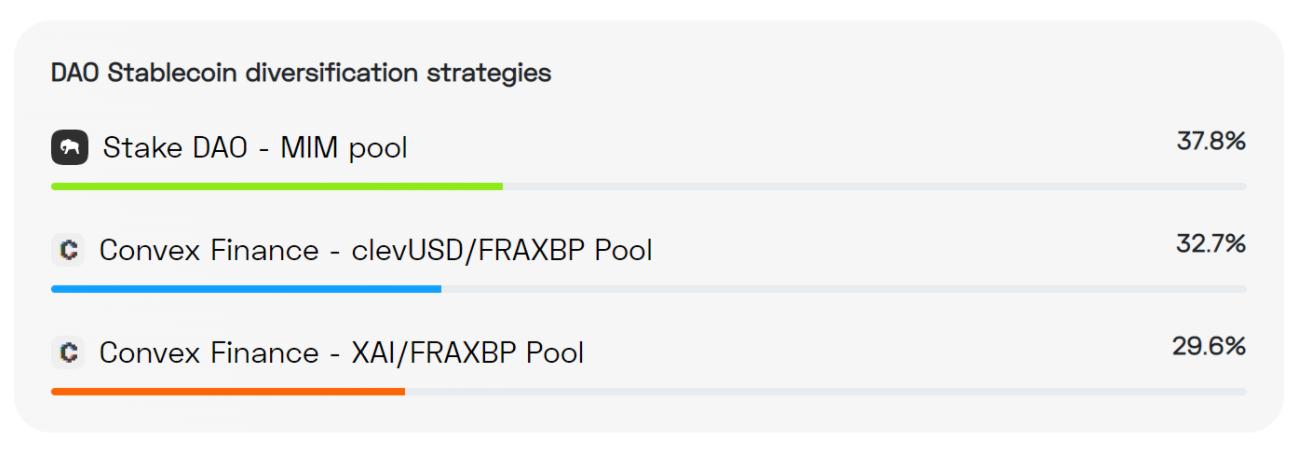 DAO Stablecoin diversification strategies
Stake DAO - MIM pool 37.8%
Convex Finance - clevUSD/FRAXBP Pool 32.7%
Convex Finance - XAI/FRAXBP Pool 29.6%